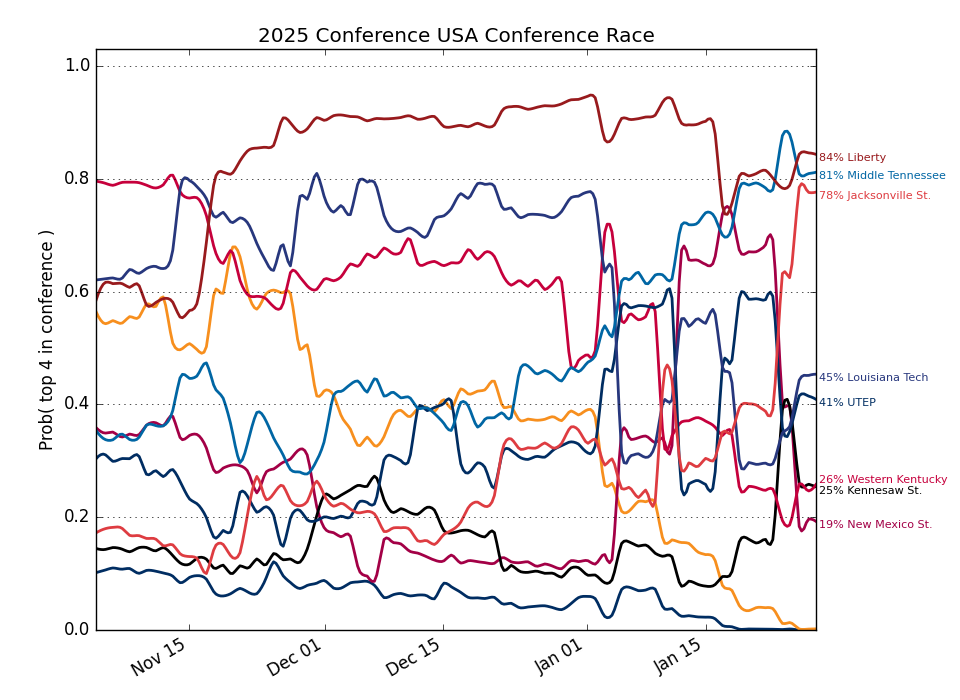 2025 Conference USA Conference Race
Prob( top 4 in conference )
1.0
0.8
0.6
0.4
0.2
0.0
Nov 15
Dec 01
Dec 15
Jan 01
Jan 15
84% Liberty
81% Middle Tennessee
78% Jacksonville St.
45% Louisiana Tech
41% UTEP
26% Western Kentucky
25% Kennesaw St.
19% New Mexico St.